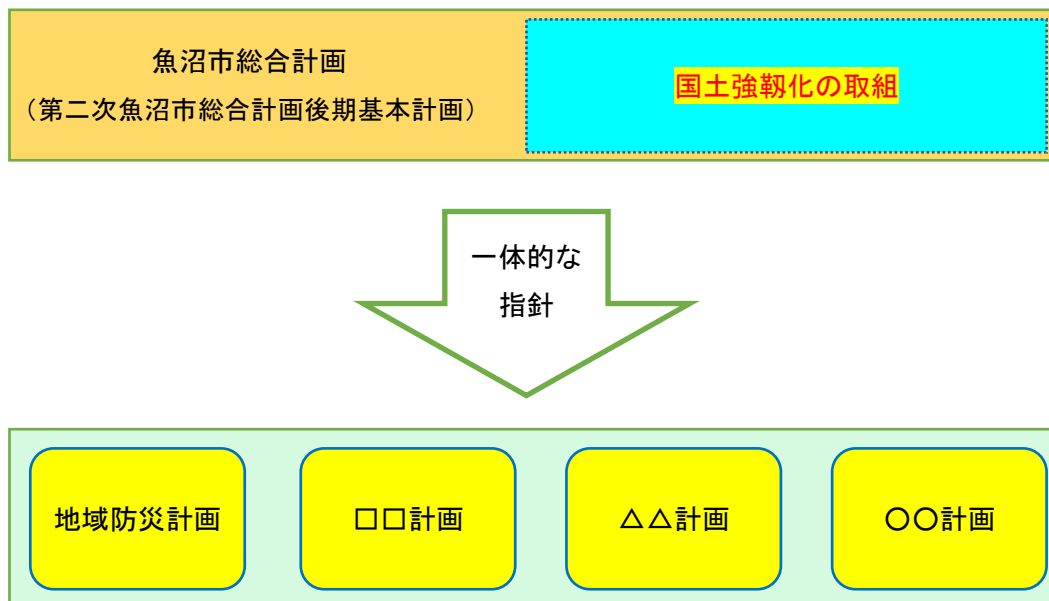 魚沼市総合計画
（第二次魚沼市総合計画後期基本計画）
国土強靱化の取組
一体的な
指針
地域防災計画
□□計画
△△計画
〇〇計画